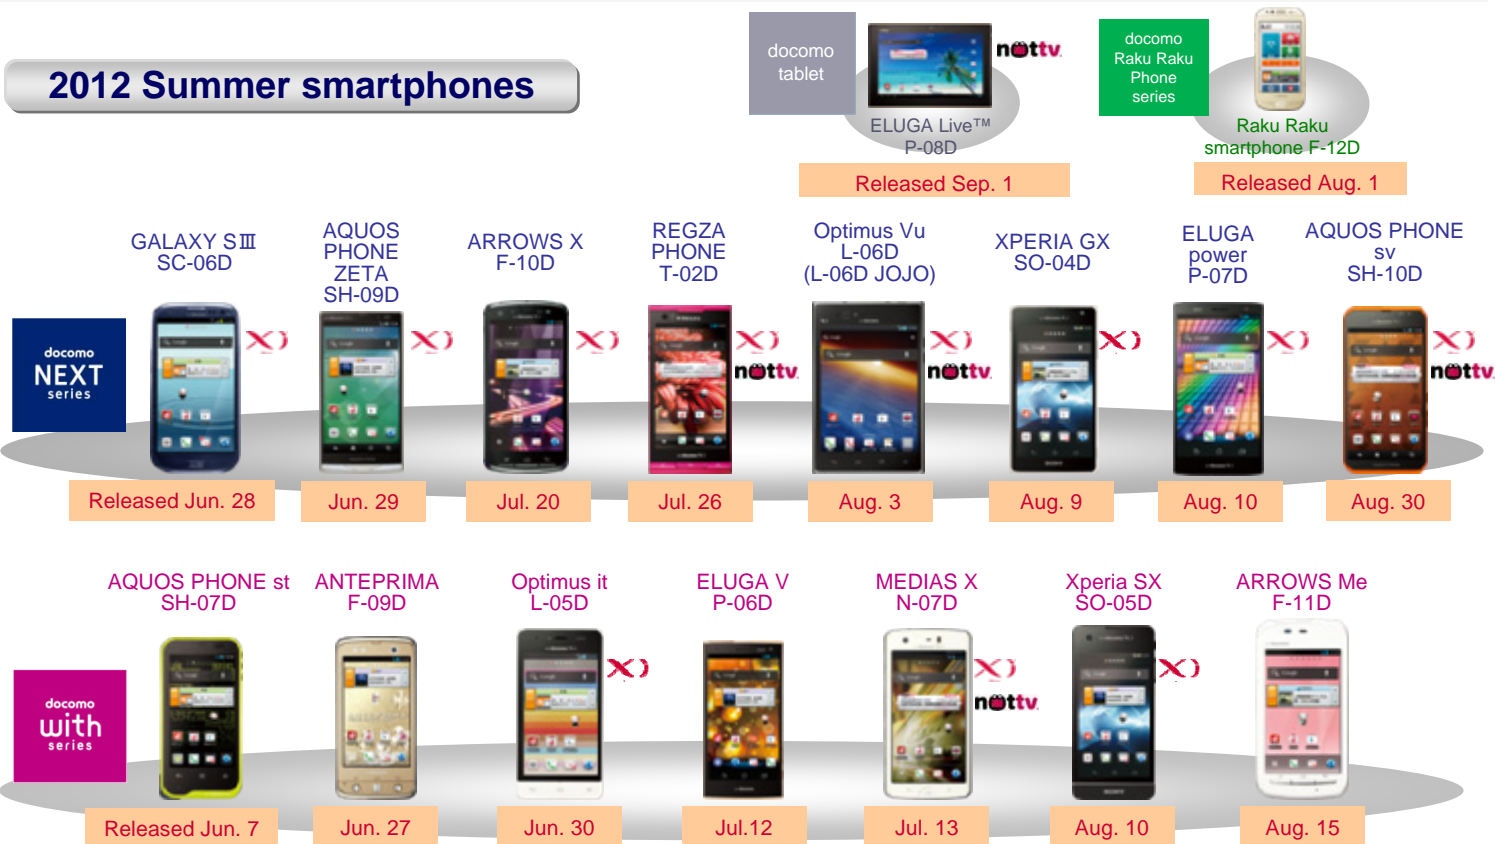 2012 Summer smartphones
docomo
tablet
nottv
ELUGA Live™
P-08D
Released Sep. 1
docomo
Raku Raku
Phone
series
Raku Raku
smartphone F-12D
Released Aug. 1
docomo
NEXT
series
GALAXY SⅢ
SC-06D
Released Jun. 28
AQUOS
PHONE
ZETA
SH-09D
Jun. 29
ARROWS X
F-10D
Jul. 20
REGZA
PHONE
T-02D
nottv
Jul. 26
Optimus Vu
L-06D
(L-06D JOJO)
nottv
Aug. 3
XPERIA GX
SO-04D
SONY
Aug. 9
ELUGA
power
P-07D
Aug. 10
AQUOS PHONE
sv
SH-10D
nottv
Aug. 30
docomo
with
series
AQUOS PHONE st
SH-07D
Released Jun. 7
ANTEPRIMA
F-09D
Jun. 27
Optimus it
L-05D
Jun. 30
ELUGA V
P-06D
Jul.12
MEDIAS X
N-07D
nottv
Jul. 13
Xperia SX
SO-05D
SONY
Aug. 10
ARROWS Me
F-11D
Aug. 15